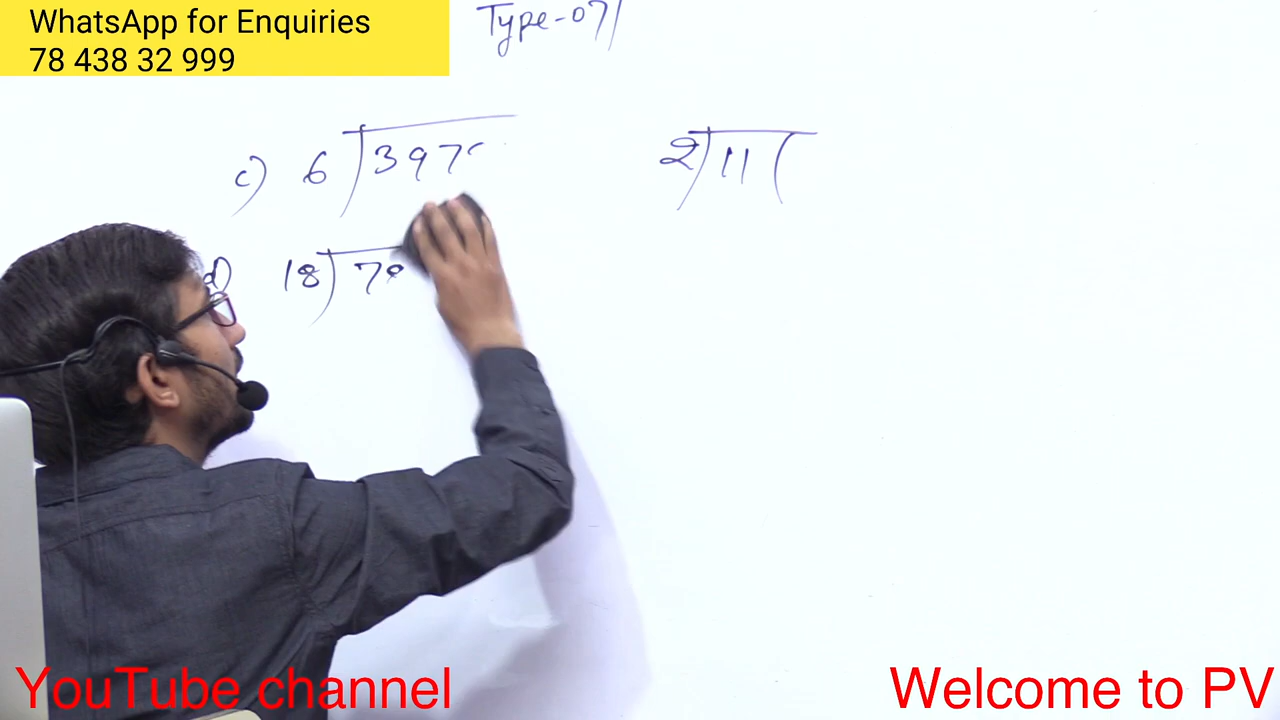 WhatsApp for Enquiries
78 438 32 999
Type-07
c) 6 397
2 11
d) 18 78
YouTube channel
Welcome to PV